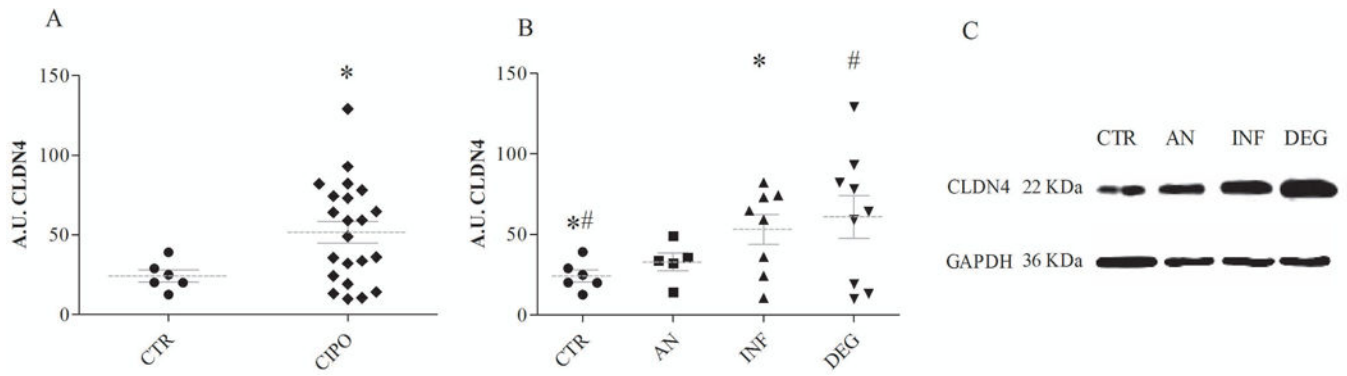 A
A.U. CLDN4
150
100
50
0
*
CTR
CIPO
B
A.U. CLDN4
150
100
50
0
*#
*
#
CTR
AN
INF
DEG
C
CTR AN INF DEG
CLDN4 22 KDa
GAPDH 36 KDa